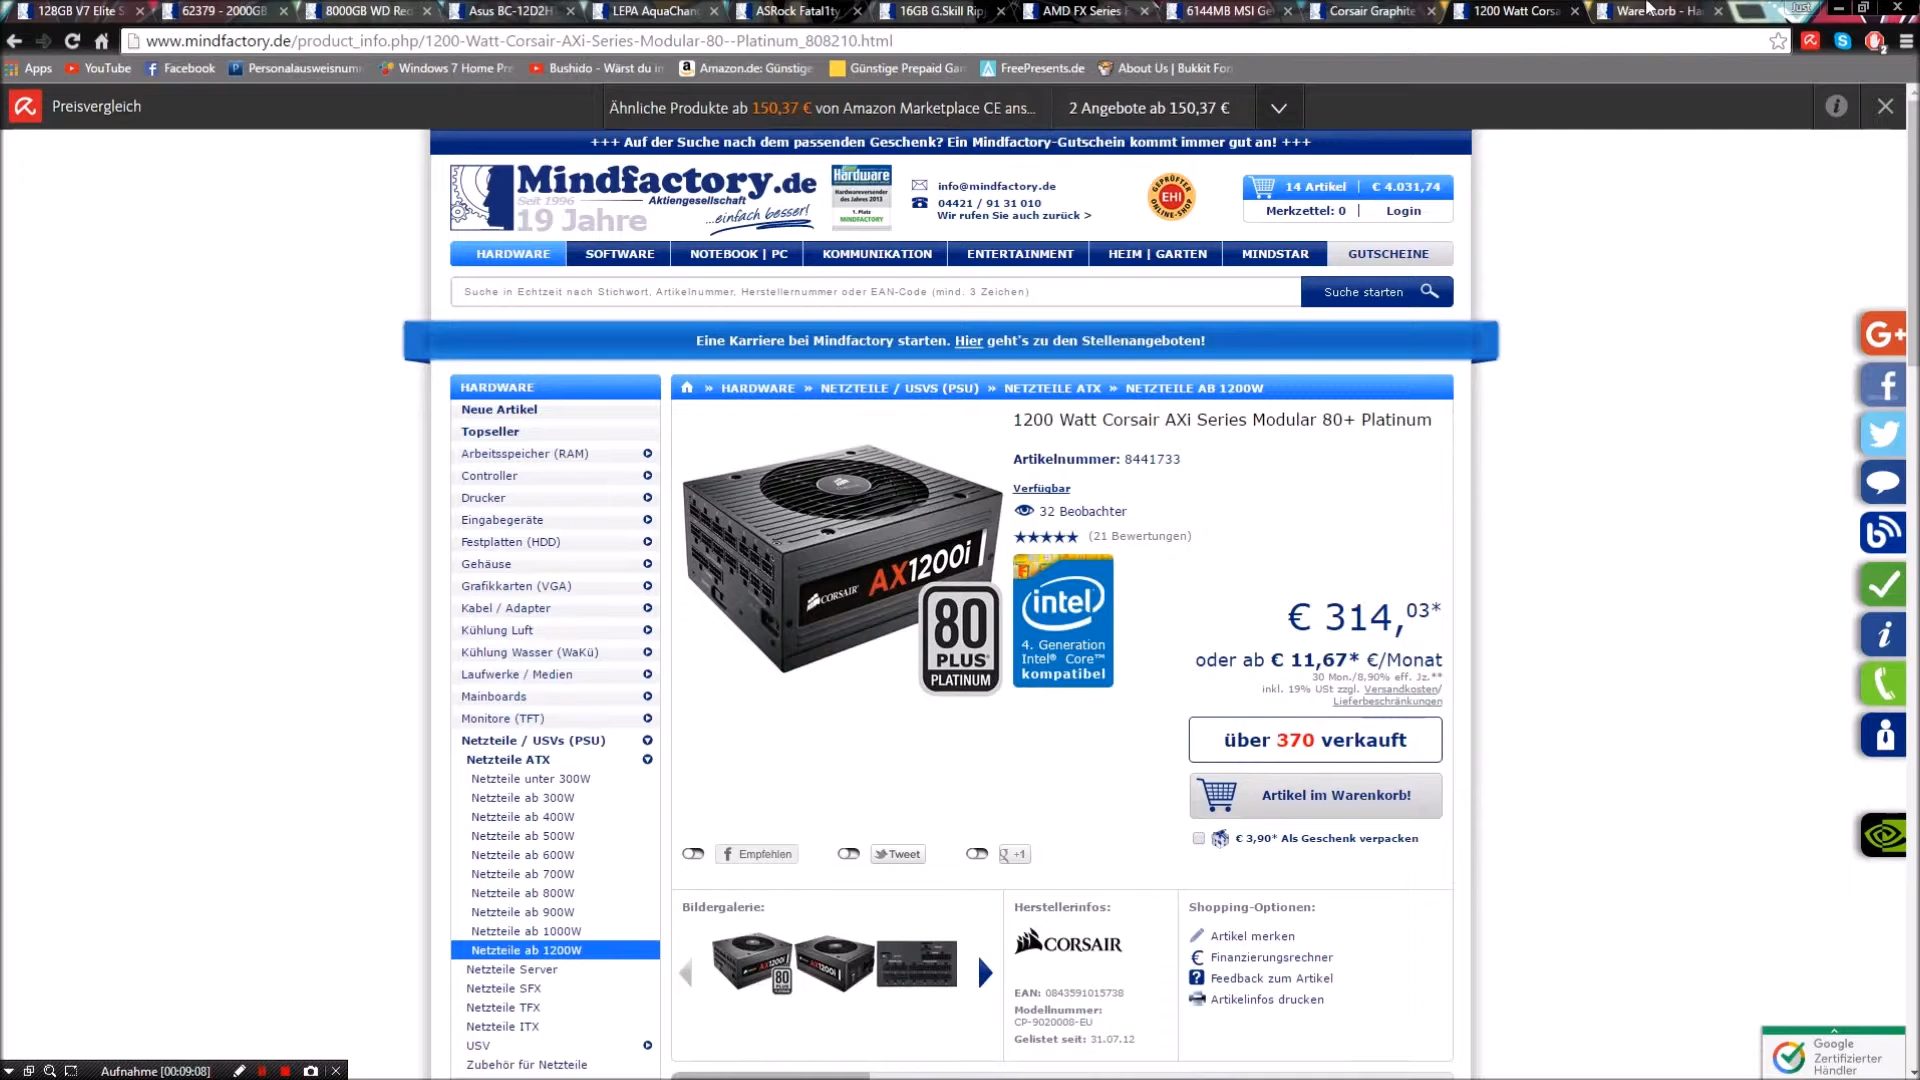 128GB V7 Elite S
62379 - 2000GB
8000GB WD Red
Asus BC-12D2H
LEPA AquaChan
ASRock Fatal1ty
16GB G.Skill Rip
AMD FX Series
6144MB MSI Ge
Corsair Graphite
1200 Watt Corsa
Warenkorb - Ha
Just
www.mindfactory.de/product_info.php/1200-Watt-Corsair-AXi-Series-Modular-80--Platinum_808210.html
Apps
YouTube
Facebook
Personalausweisnum
Windows 7 Home Pr
Bushido - Wärst du in
Amazon.de: Günstige
Günstige Prepaid Gar
FreePresents.de
About Us | Bukkit For
Preisvergleich
Ähnliche Produkte ab 150,37 € von Amazon Marketplace CE ans...
2 Angebote ab 150,37 €
+++ Auf der Suche nach dem passenden Geschenk? Ein Mindfactory-Gutschein kommt immer gut an! +++
Mindfactory.de
Seit 1996
Aktiengesellschaft
19 Jahre
...einfach besser!
Hardware
Hardwareversender
des Jahres 2013
1. Platz
MINDFACTORY
info@mindfactory.de
04421 / 91 31 010
Wir rufen Sie auch zurück >
GEPRÜFTER
EHI
ONLINE-SHOP
14 Artikel | € 4.031,74
Merkzettel: 0 | Login
HARDWARE
SOFTWARE
NOTEBOOK | PC
KOMMUNIKATION
ENTERTAINMENT
HEIM | GARTEN
MINDSTAR
GUTSCHEINE
Suche in Echtzeit nach Stichwort, Artikelnummer, Herstellernummer oder EAN-Code (mind. 3 Zeichen)
Suche starten
Eine Karriere bei Mindfactory starten. Hier geht's zu den Stellenangeboten!
HARDWARE
Neue Artikel
Topseller
Arbeitsspeicher (RAM)
Controller
Drucker
Eingabegeräte
Festplatten (HDD)
Gehäuse
Grafikkarten (VGA)
Kabel / Adapter
Kühlung Luft
Kühlung Wasser (WaKü)
Laufwerke / Medien
Mainboards
Monitore (TFT)
Netzteile / USVs (PSU)
Netzteile ATX
Netzteile unter 300W
Netzteile ab 300W
Netzteile ab 400W
Netzteile ab 500W
Netzteile ab 600W
Netzteile ab 700W
Netzteile ab 800W
Netzteile ab 900W
Netzteile ab 1000W
Netzteile ab 1200W
Netzteile Server
Netzteile SFX
Netzteile TFX
Netzteile ITX
USV
Zubehör für Netzteile
» HARDWARE » NETZTEILE / USVS (PSU) » NETZTEILE ATX » NETZTEILE AB 1200W
1200 Watt Corsair AXi Series Modular 80+ Platinum
Artikelnummer: 8441733
Verfügbar
32 Beobachter
(21 Bewertungen)
CORSAIR
AX1200i
80
PLUS
PLATINUM
intel
4. Generation
Intel® Core™
kompatibel
€ 314,03*
oder ab € 11,67* €/Monat
30 Mon./8,90% eff. Jz.**
inkl. 19% USt zzgl. Versandkosten/
Lieferbeschränkungen
über 370 verkauft
Artikel im Warenkorb!
€ 3,90* Als Geschenk verpacken
Empfehlen
Tweet
+1
Bildergalerie:
AX1200i
80
AX1200i
Herstellerinfos:
CORSAIR
EAN: 0843591015738
Modellnummer:
CP-9020008-EU
Gelistet seit: 31.07.12
Shopping-Optionen:
Artikel merken
Finanzierungsrechner
Feedback zum Artikel
Artikelinfos drucken
G+
Google
Zertifizierter
Händler
Aufnahme [00:09:08]